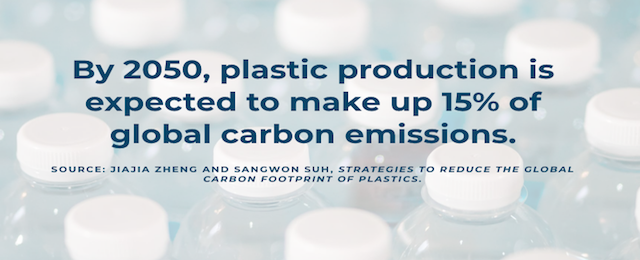 By 2050, plastic production is
expected to make up 15% of
global carbon emissions.
SOURCE: JIAJIA ZHENG AND SANGWON SUH, STRATEGIES TO REDUCE THE GLOBAL
CARBON FOOTPRINT OF PLASTICS.